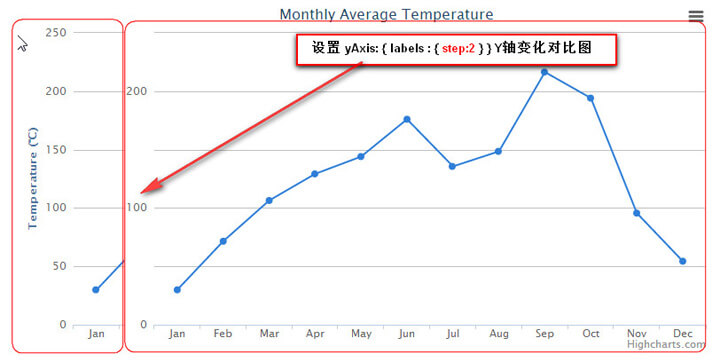 Monthly Average Temperature
设置 yAxis: { labels : { step:2 } } Y轴变化对比图
Temperature (℃)
250
200
150
100
50
0
Jan
200
100
0
Jan Feb Mar Apr May Jun Jul Aug Sep Oct Nov Dec
Highcharts.com